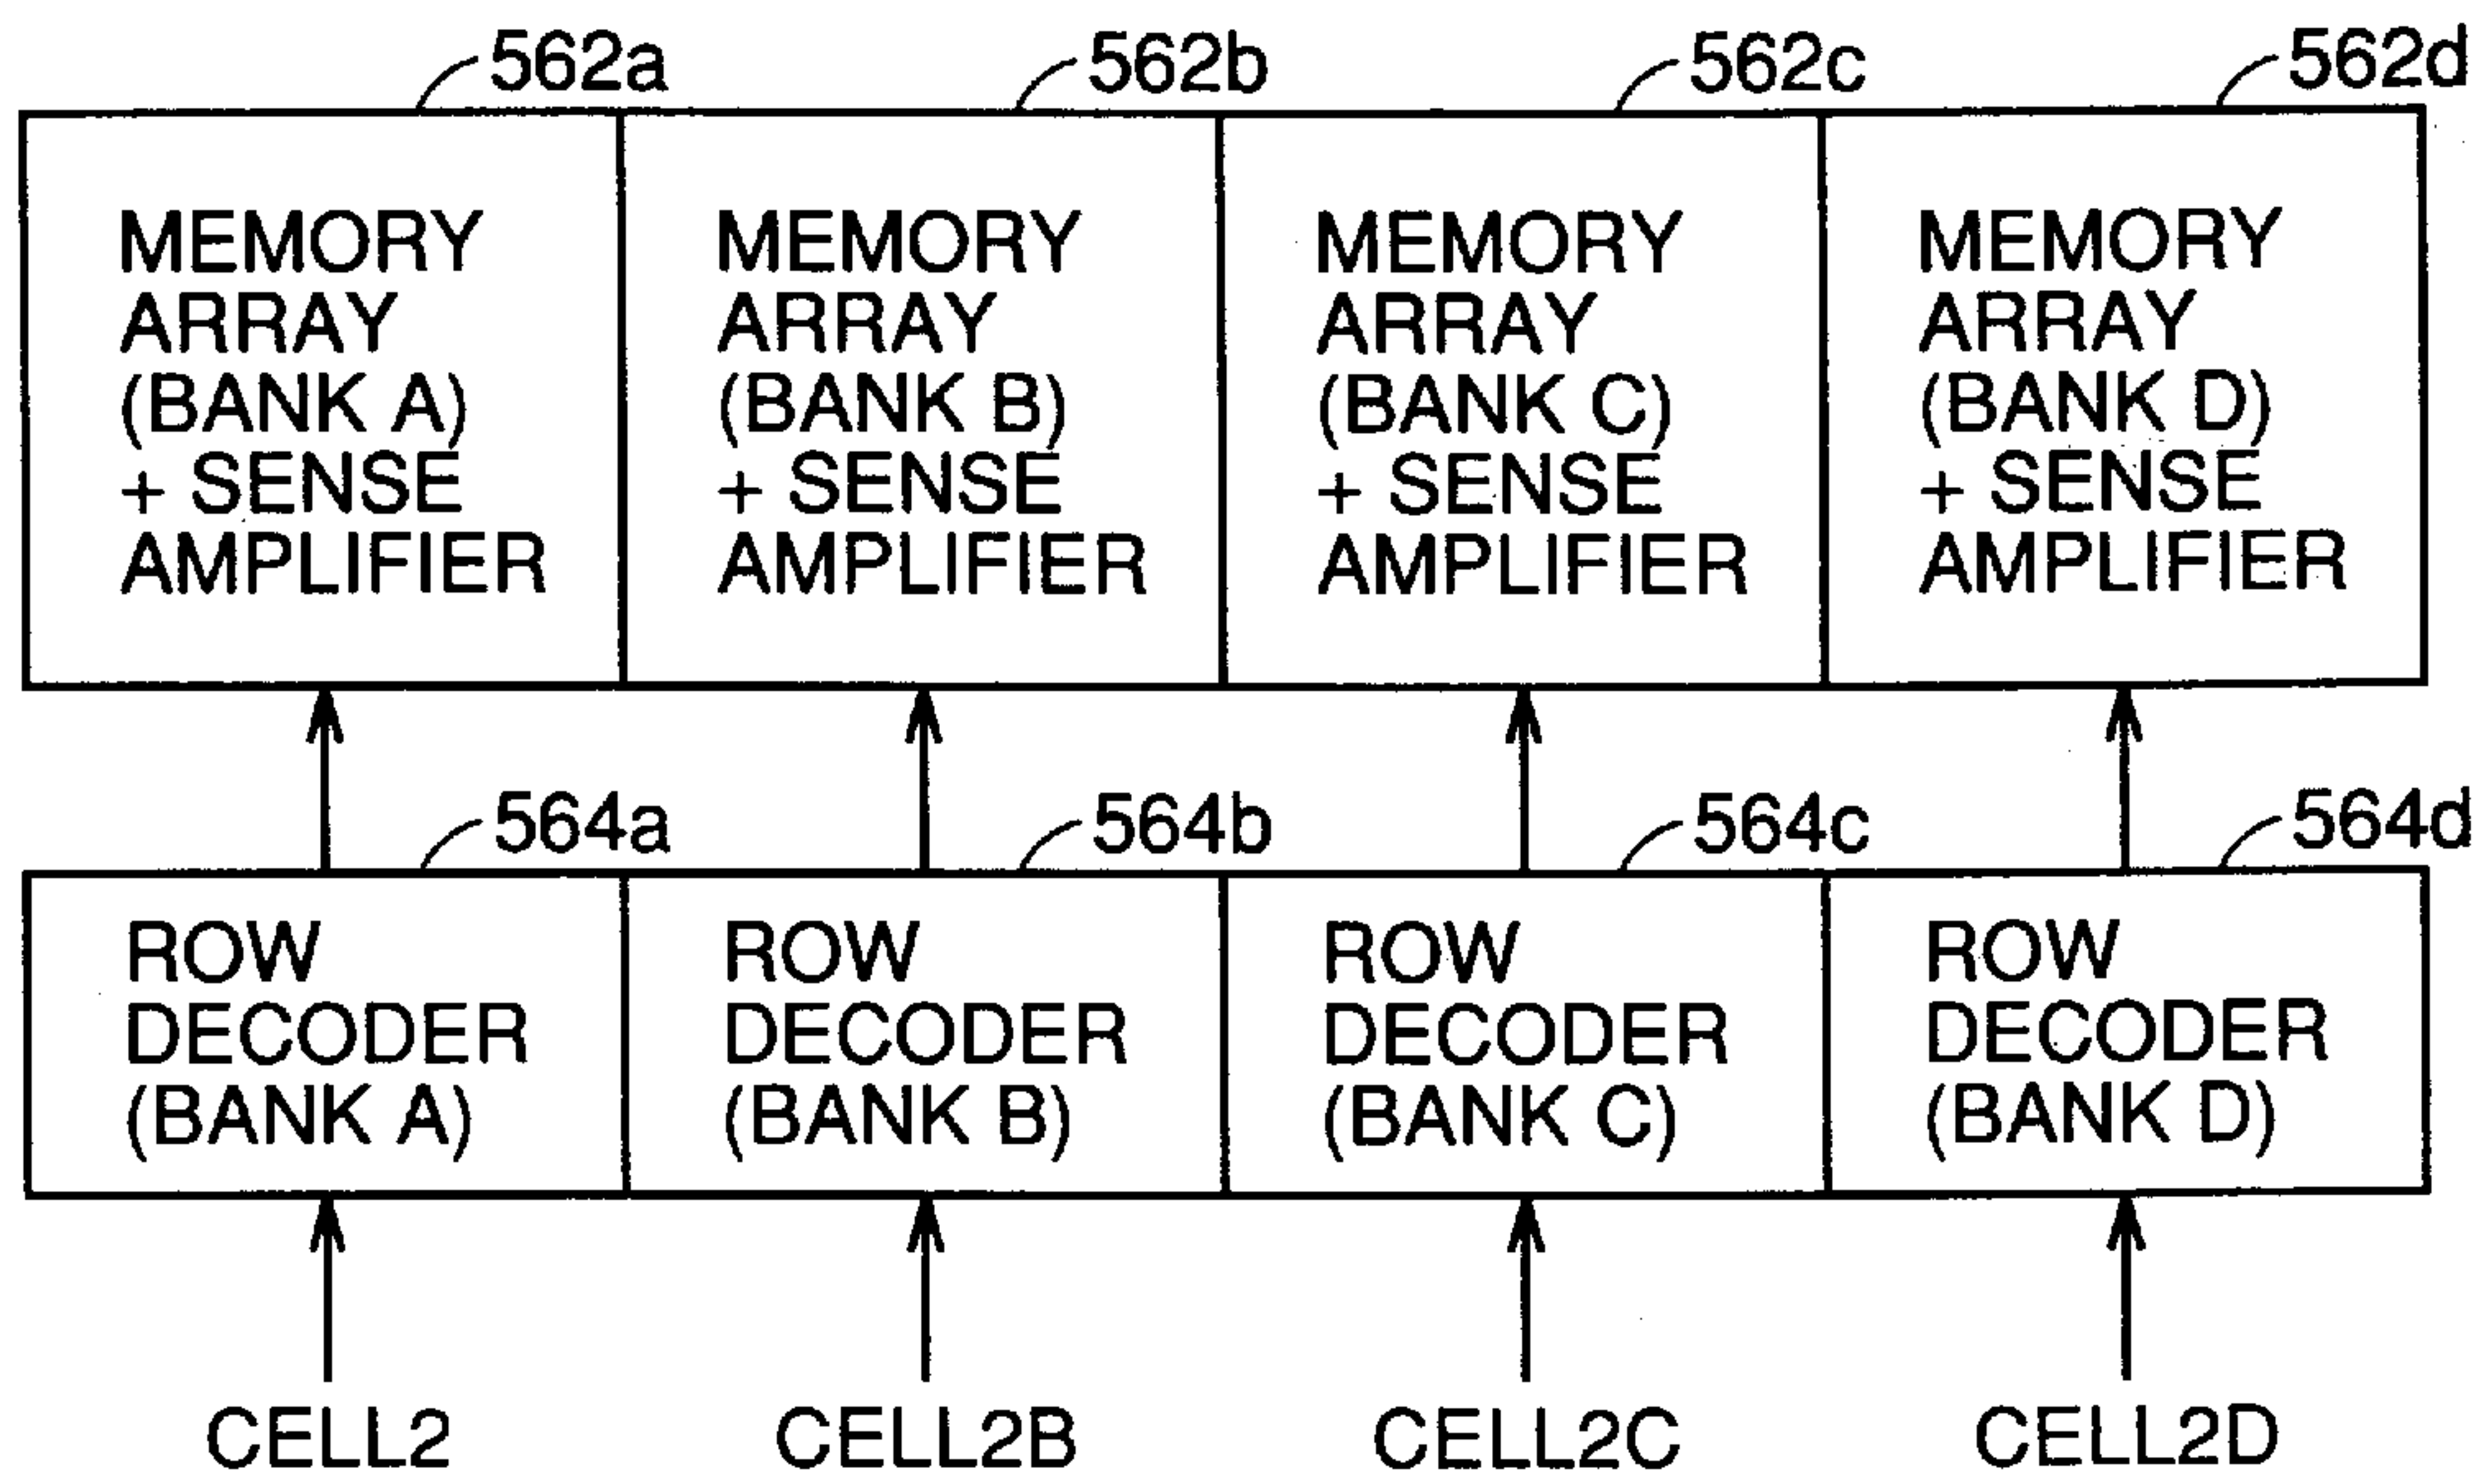 562a
562b
562c
562d
MEMORY
ARRAY
(BANK A)
+ SENSE
AMPLIFIER
MEMORY
ARRAY
(BANK B)
+ SENSE
AMPLIFIER
MEMORY
ARRAY
(BANK C)
+ SENSE
AMPLIFIER
MEMORY
ARRAY
(BANK D)
+ SENSE
AMPLIFIER
564a
564b
564c
564d
ROW
DECODER
(BANK A)
ROW
DECODER
(BANK B)
ROW
DECODER
(BANK C)
ROW
DECODER
(BANK D)
CELL2
CELL2B
CELL2C
CELL2D